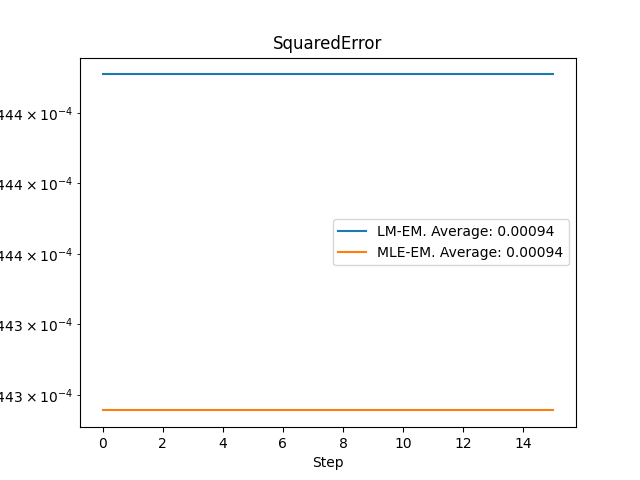 SquaredError
444 × 10⁻⁴
444 × 10⁻⁴
444 × 10⁻⁴
443 × 10⁻⁴
443 × 10⁻⁴
LM-EM. Average: 0.00094
MLE-EM. Average: 0.00094
0 2 4 6 8 10 12 14
Step